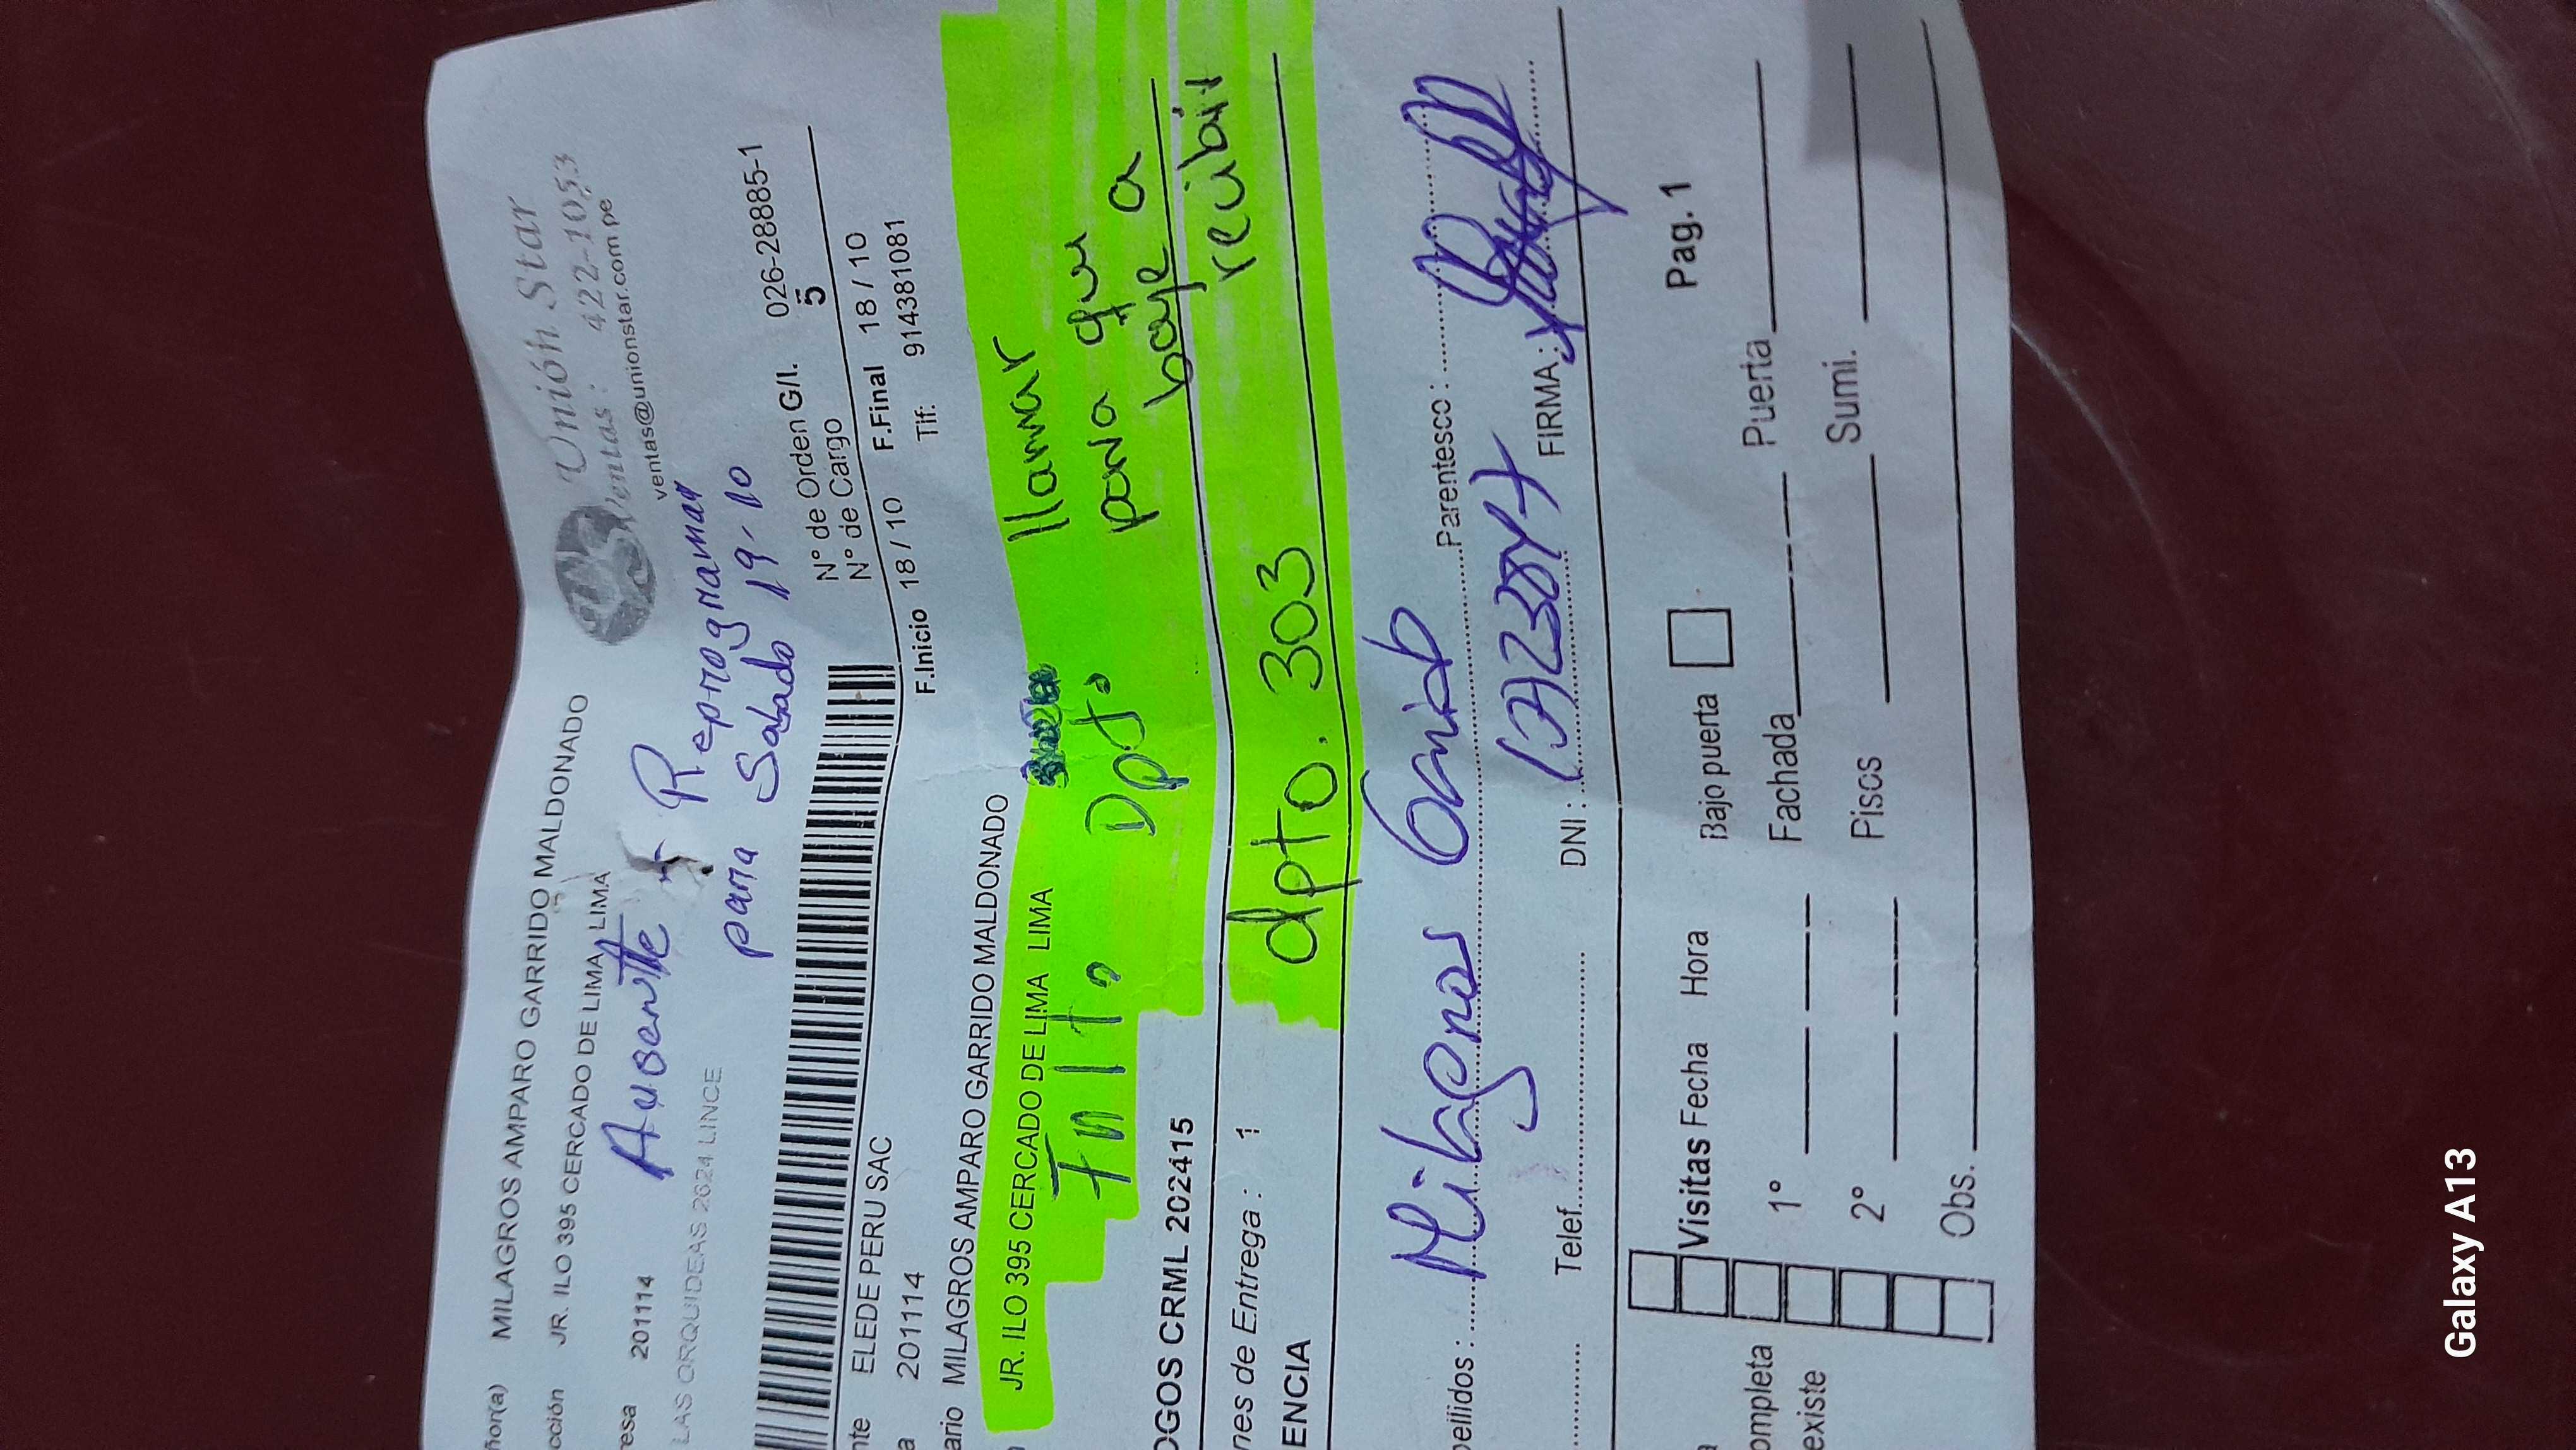 ñor(a) MILAGROS AMPARO GARRIDO MALDONADO
cción JR. ILO 395 CERCADO DE LIMA LIMA
resa 201114
LAS ORQUIDEAS 2624 LINCE
Unión Star
Ventas: 422-1053
ventas@unionstar.com.pe
Ausente
Reprogramar
para Sabado 19-10
N° de Orden G/I. 026-28885-1
N° de Cargo 5
nte ELEDE PERU SAC
F.Inicio 18/10 F.Final 18/10
a 201114
Tlf: 914381081
ario MILAGROS AMPARO GARRIDO MALDONADO
JR. ILO 395 CERCADO DE LIMA LIMA
llamar
para que
baje a
recibir
Int. Dpto
OGOS CRML 202415
nes de Entrega: 1
dpto. 303
ENCIA
pellidos: Milagros Garrido Parentesco:
Telef. DNI: FIRMA:
Visitas Fecha Hora Bajo puerta Pag. 1
1° Fachada Puerta
ompleta 2° Pisos Sumi.
existe
Obs.
Galaxy A13